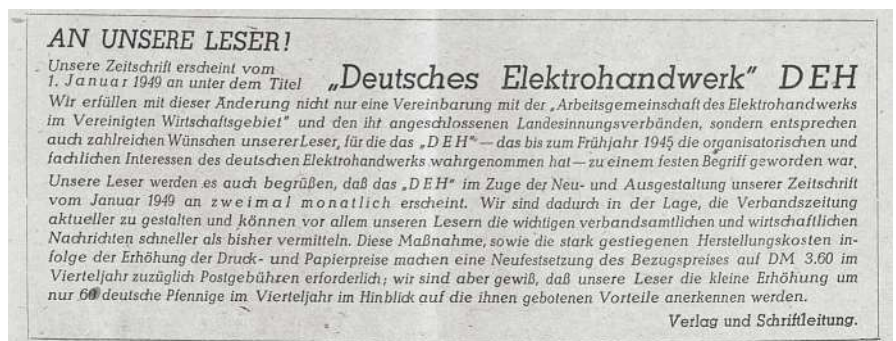 AN UNSERE LESER!
Unsere Zeitschrift erscheint vom
1. Januar 1949 an unter dem Titel „Deutsches Elektrohandwerk" DEH
Wir erfüllen mit dieser Änderung nicht nur eine Vereinbarung mit der „Arbeitsgemeinschaft des Elektrohandwerks
im Vereinigten Wirtschaftsgebiet" und den iht angeschlossenen Landesinnungsverbänden, sondern entsprechen
auch zahlreichen Wünschen unserer Leser, für die das „DEH" — das bis zum Frühjahr 1945 die organisatorischen und
fachlichen Interessen des deutschen Elektrohandwerks wahrgenommen hat — zu einem festen Begriff geworden war.
Unsere Leser werden es auch begrüßen, daß das „DEH" im Zuge der Neu- und Ausgestaltung unserer Zeitschrift
vom Januar 1949 an zweimal monatlich erscheint. Wir sind dadurch in der Lage, die Verbandszeitung
aktueller zu gestalten und können vor allem unseren Lesern die wichtigen verbandsamtlichen und wirtschaftlichen
Nachrichten schneller als bisher vermitteln. Diese Maßnahme, sowie die stark gestiegenen Herstellungskosten in-
folge der Erhöhung der Druck- und Papierpreise machen eine Neufestsetzung des Bezugspreises auf DM 3.60 im
Vierteljahr zuzüglich Postgebühren erforderlich; wir sind aber gewiß, daß unsere Leser die kleine Erhöhung um
nur 60 deutsche Pfennige im Vierteljahr im Hinblick auf die ihnen gebotenen Vorteile anerkennen werden.
Verlag und Schriftleitung.